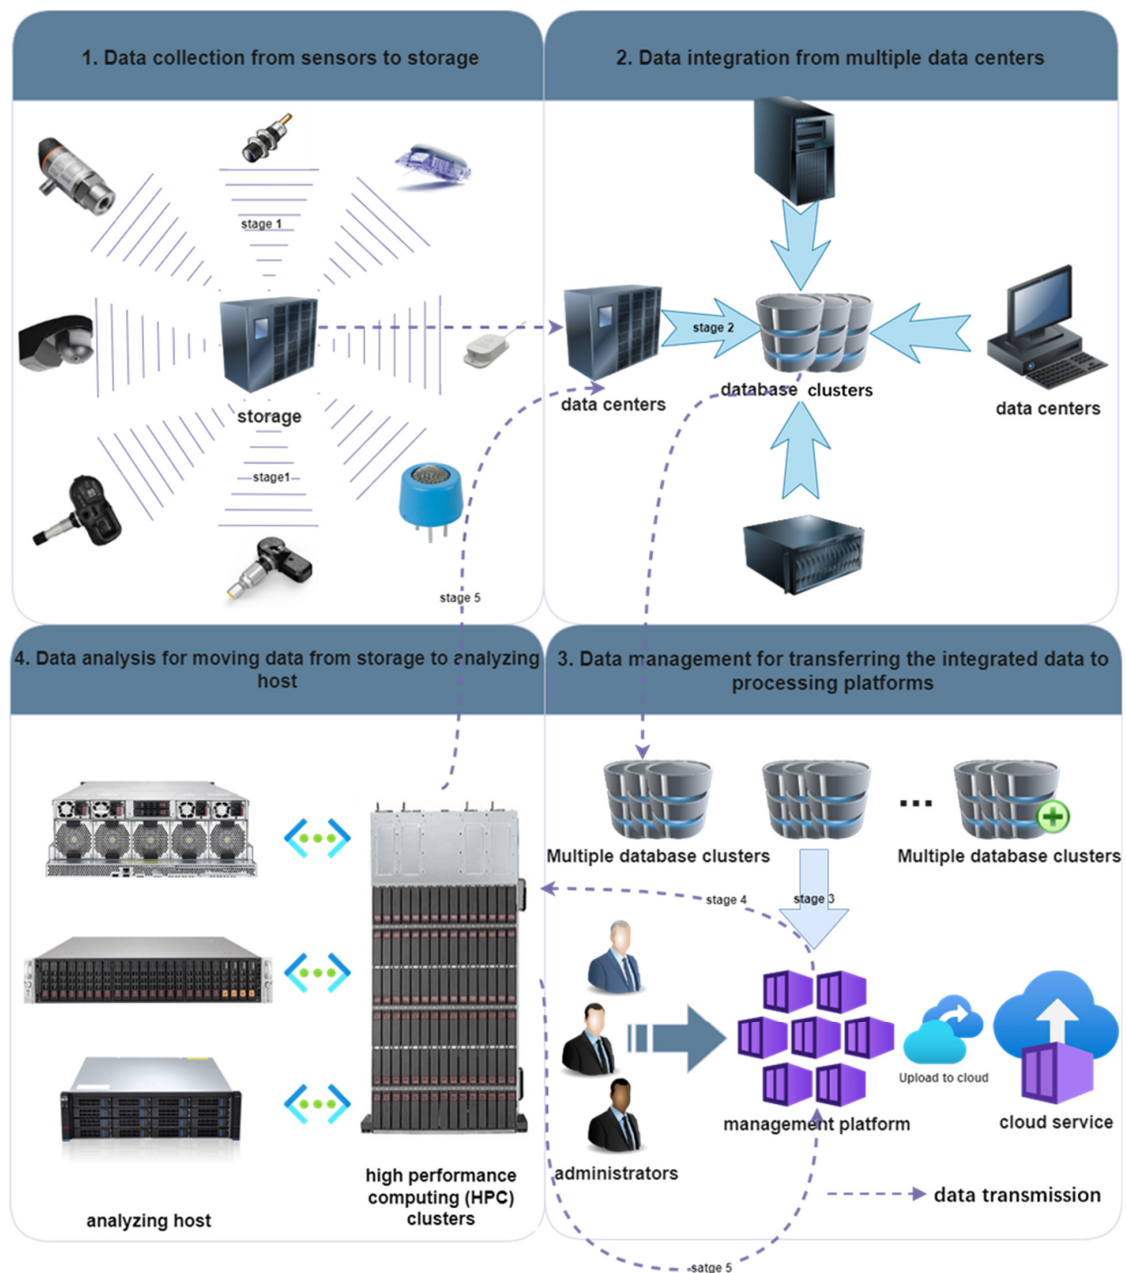 1. Data collection from sensors to storage
2. Data integration from multiple data centers
stage 1
storage
stage1
stage 2
data centers
database clusters
data centers
stage 5
4. Data analysis for moving data from storage to analyzing
host
3. Data management for transferring the integrated data to
processing platforms
...
Multiple database clusters
Multiple database clusters
stage 4
stage 3
Upload to cloud
management platform
cloud service
administrators
high performance
computing (HPC)
clusters
analyzing host
data transmission
satge 5